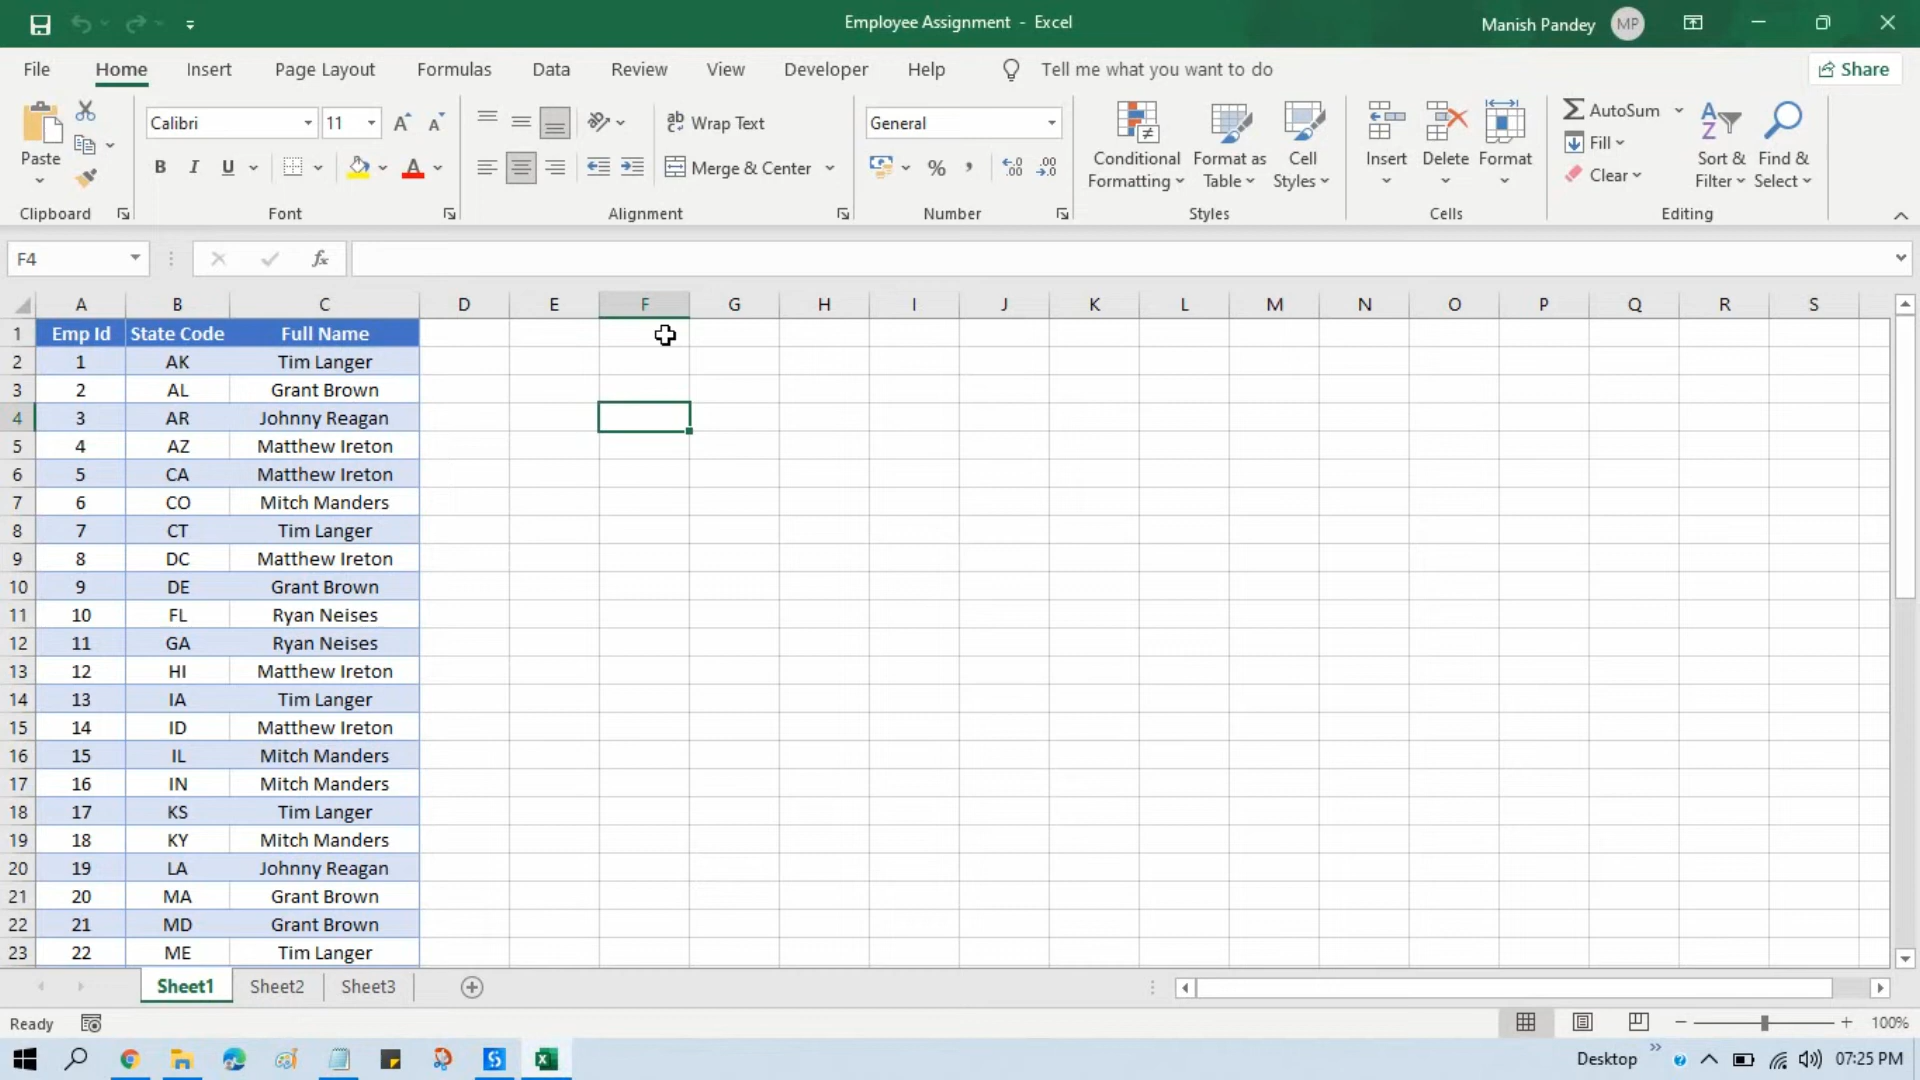 Employee Assignment - Excel
Manish Pandey MP
File Home Insert Page Layout Formulas Data Review View Developer Help Tell me what you want to do Share
Paste
Clipboard
Calibri 11
B I U A
Font
Wrap Text
Merge & Center
Alignment
General
% ,
Number
Conditional Formatting
Format as Table
Cell Styles
Styles
Insert Delete Format
Cells
AutoSum
Fill
Clear
Sort & Filter
Find & Select
Editing
F4 fx
A B C D E F G H I J K L M N O P Q R S
1 Emp Id State Code Full Name
2 1 AK Tim Langer
3 2 AL Grant Brown
4 3 AR Johnny Reagan
5 4 AZ Matthew Ireton
6 5 CA Matthew Ireton
7 6 CO Mitch Manders
8 7 CT Tim Langer
9 8 DC Matthew Ireton
10 9 DE Grant Brown
11 10 FL Ryan Neises
12 11 GA Ryan Neises
13 12 HI Matthew Ireton
14 13 IA Tim Langer
15 14 ID Matthew Ireton
16 15 IL Mitch Manders
17 16 IN Mitch Manders
18 17 KS Tim Langer
19 18 KY Mitch Manders
20 19 LA Johnny Reagan
21 20 MA Grant Brown
22 21 MD Grant Brown
23 22 ME Tim Langer
Sheet1 Sheet2 Sheet3
Ready
100%
Desktop 07:25 PM